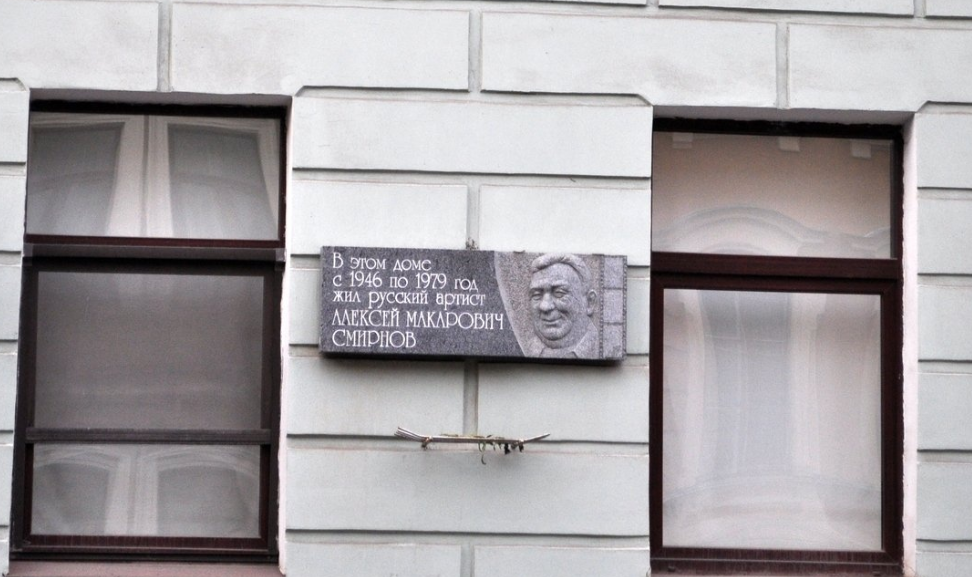 В этом доме
с 1946 по 1979 год
жил русский артист
АЛЕКСЕЙ МАКАРОВИЧ
СМИРНОВ